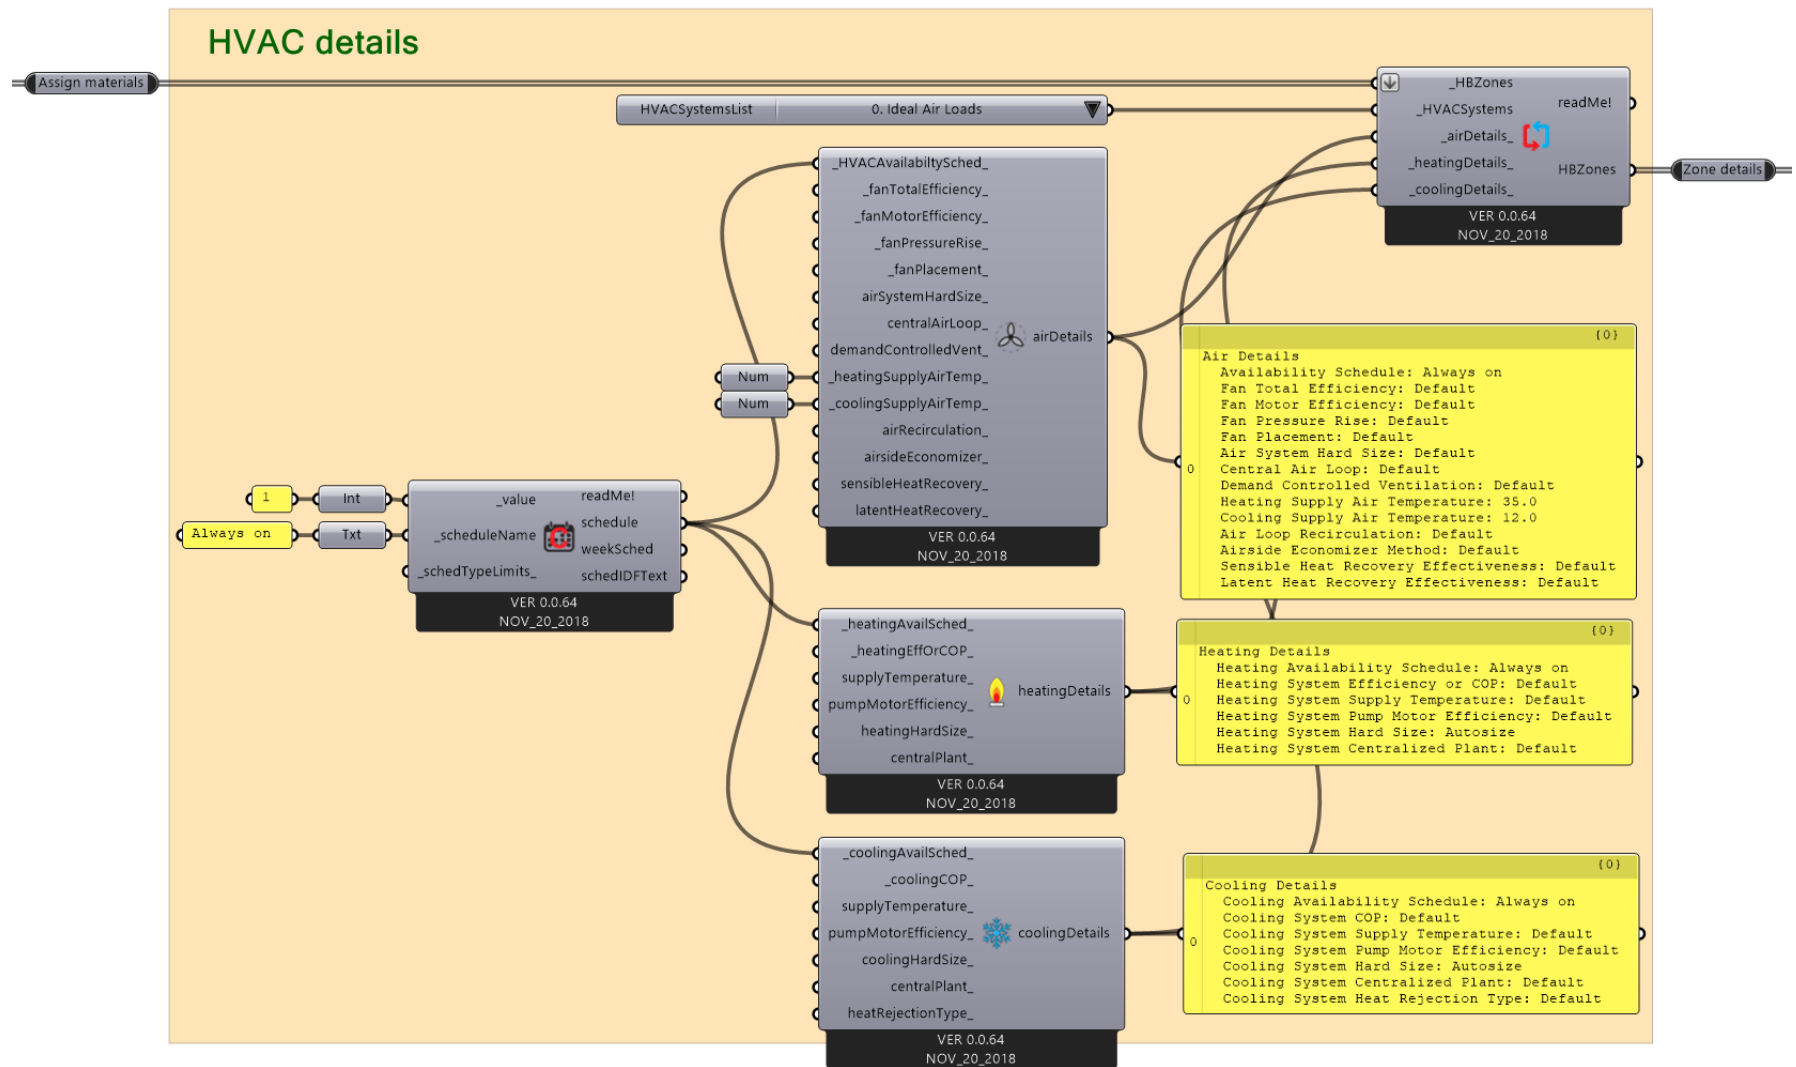 HVAC details
Assign materials
HVACSystemsList 0. Ideal Air Loads
_HBZones
_HVACSystems
_airDetails_
_heatingDetails_
_coolingDetails_
readMe!
HBZones
VER 0.0.64
NOV_20_2018
Zone details
_HVACAvailabiltySched_
_fanTotalEfficiency_
_fanMotorEfficiency_
_fanPressureRise_
_fanPlacement_
airSystemHardSize_
centralAirLoop_
demandControlledVent_
_heatingSupplyAirTemp_
_coolingSupplyAirTemp_
airRecirculation_
airsideEconomizer_
sensibleHeatRecovery_
latentHeatRecovery_
airDetails
VER 0.0.64
NOV_20_2018
Num
Num
1
Int
Always on
Txt
_value
_scheduleName
_schedTypeLimits_
readMe!
schedule
weekSched
schedIDFText
VER 0.0.64
NOV_20_2018
{0}
0
Air Details
Availability Schedule: Always on
Fan Total Efficiency: Default
Fan Motor Efficiency: Default
Fan Pressure Rise: Default
Fan Placement: Default
Air System Hard Size: Default
Central Air Loop: Default
Demand Controlled Ventilation: Default
Heating Supply Air Temperature: 35.0
Cooling Supply Air Temperature: 12.0
Air Loop Recirculation: Default
Airside Economizer Method: Default
Sensible Heat Recovery Effectiveness: Default
Latent Heat Recovery Effectiveness: Default
_heatingAvailSched_
_heatingEffOrCOP_
supplyTemperature_
pumpMotorEfficiency_
heatingHardSize_
centralPlant_
heatingDetails
VER 0.0.64
NOV_20_2018
{0}
0
Heating Details
Heating Availability Schedule: Always on
Heating System Efficiency or COP: Default
Heating System Supply Temperature: Default
Heating System Pump Motor Efficiency: Default
Heating System Hard Size: Autosize
Heating System Centralized Plant: Default
_coolingAvailSched_
_coolingCOP_
supplyTemperature_
pumpMotorEfficiency_
coolingHardSize_
centralPlant_
heatRejectionType_
coolingDetails
VER 0.0.64
NOV_20_2018
{0}
0
Cooling Details
Cooling Availability Schedule: Always on
Cooling System COP: Default
Cooling System Supply Temperature: Default
Cooling System Pump Motor Efficiency: Default
Cooling System Hard Size: Autosize
Cooling System Centralized Plant: Default
Cooling System Heat Rejection Type: Default